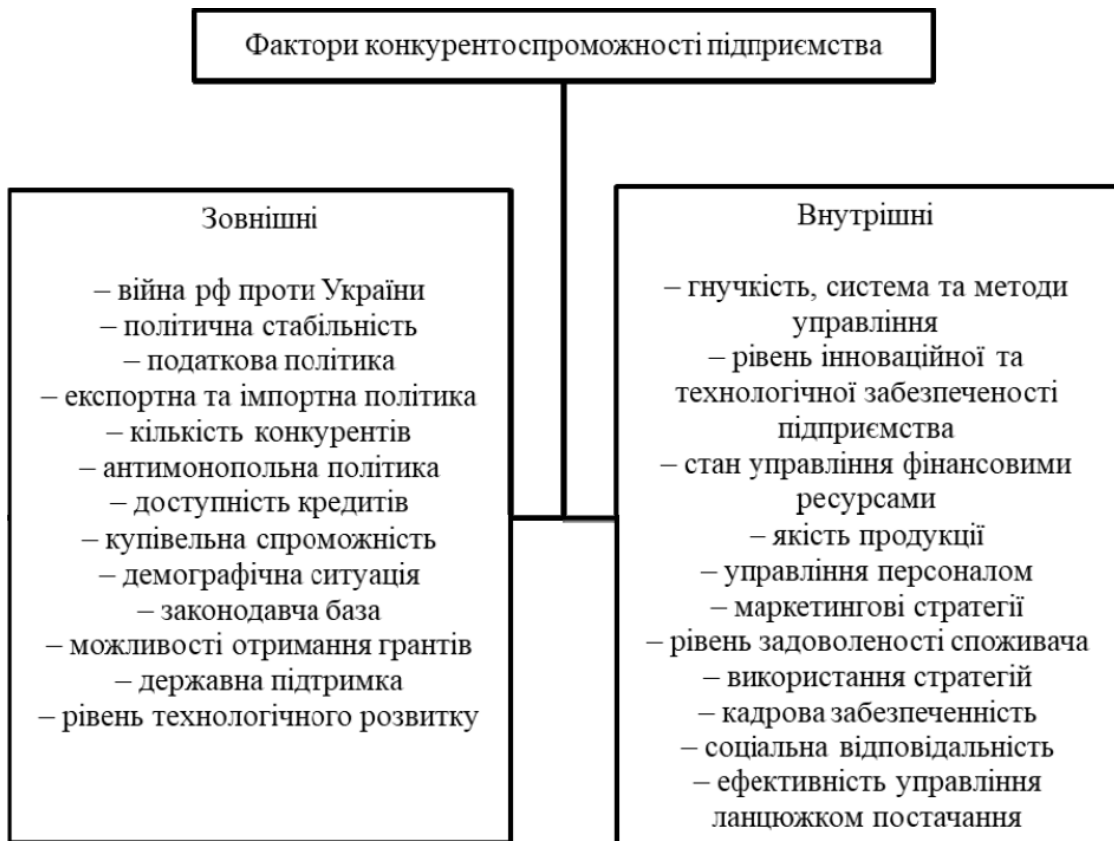 Фактори конкурентоспроможності підприємства
Зовнішні
– війна рф проти України
– політична стабільність
– податкова політика
– експортна та імпортна політика
– кількість конкурентів
– антимонопольна політика
– доступність кредитів
– купівельна спроможність
– демографічна ситуація
– законодавча база
– можливості отримання грантів
– державна підтримка
– рівень технологічного розвитку
Внутрішні
– гнучкість, система та методи
управління
– рівень інноваційної та
технологічної забезпеченості
підприємства
– стан управління фінансовими
ресурсами
– якість продукції
– управління персоналом
– маркетингові стратегії
– рівень задоволеності споживача
– використання стратегій
– кадрова забезпеченність
– соціальна відповідальність
– ефективність управління
ланцюжком постачання